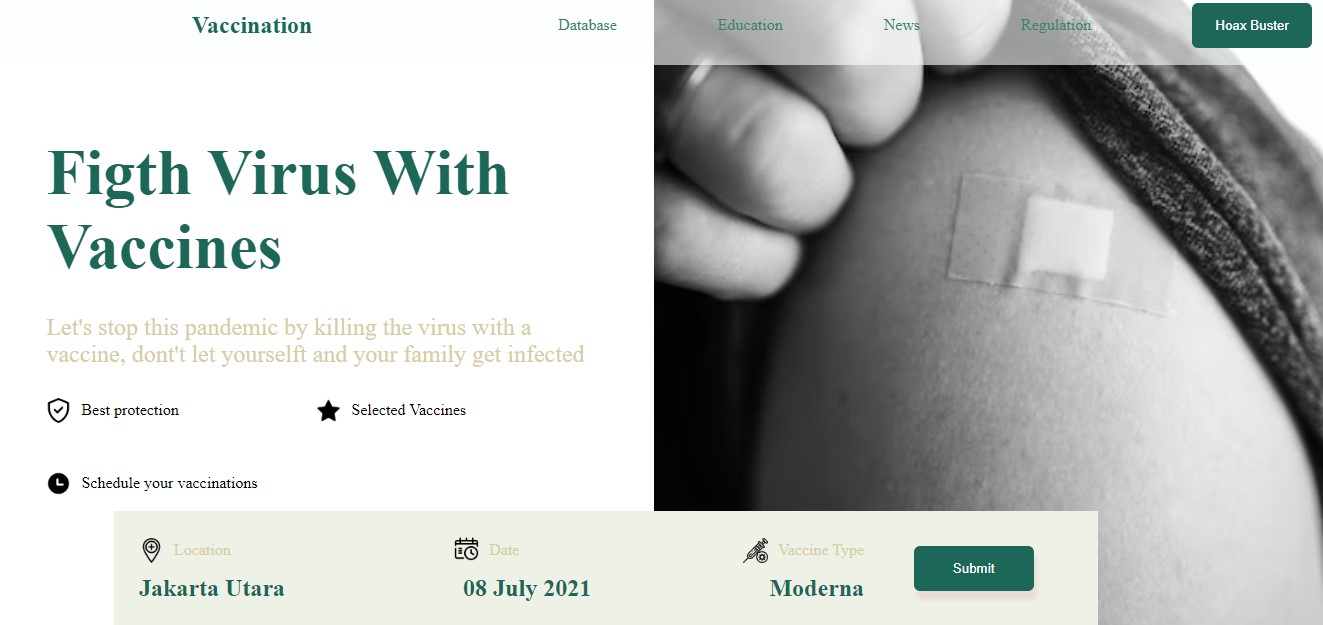 Vaccination
Database
Education
News
Regulation
Hoax Buster
Figth Virus With
Vaccines
Let's stop this pandemic by killing the virus with a
vaccine, dont't let yourselft and your family get infected
Best protection
Selected Vaccines
Schedule your vaccinations
Location
Date
Vaccine Type
Jakarta Utara
08 July 2021
Moderna
Submit